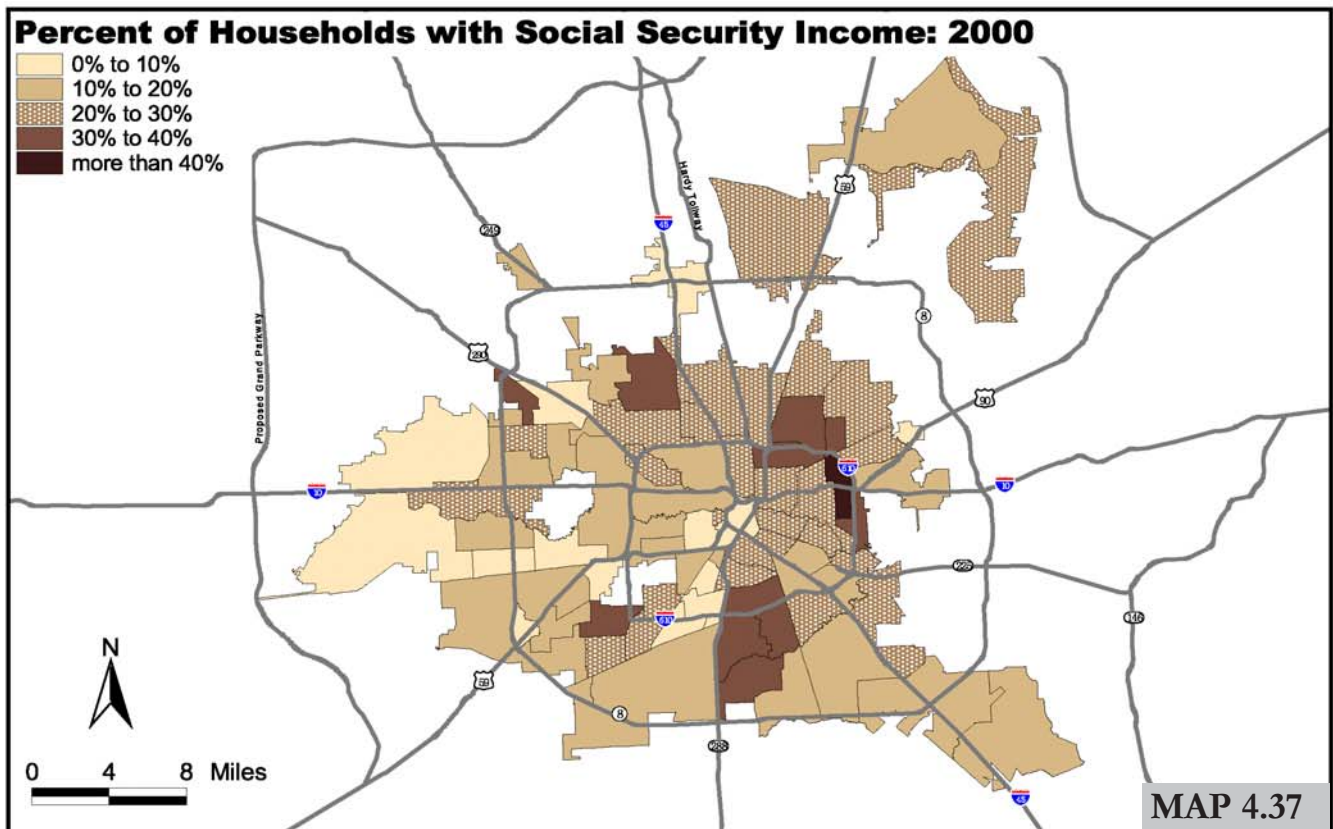 Percent of Households with Social Security Income: 2000
0% to 10%
10% to 20%
20% to 30%
30% to 40%
more than 40%
Hardy Tollway
59
45
249
Proposed Grand Parkway
8
290
90
610
10
10
225
146
610
N
59
8
288
0 4 8 Miles
45
MAP 4.37